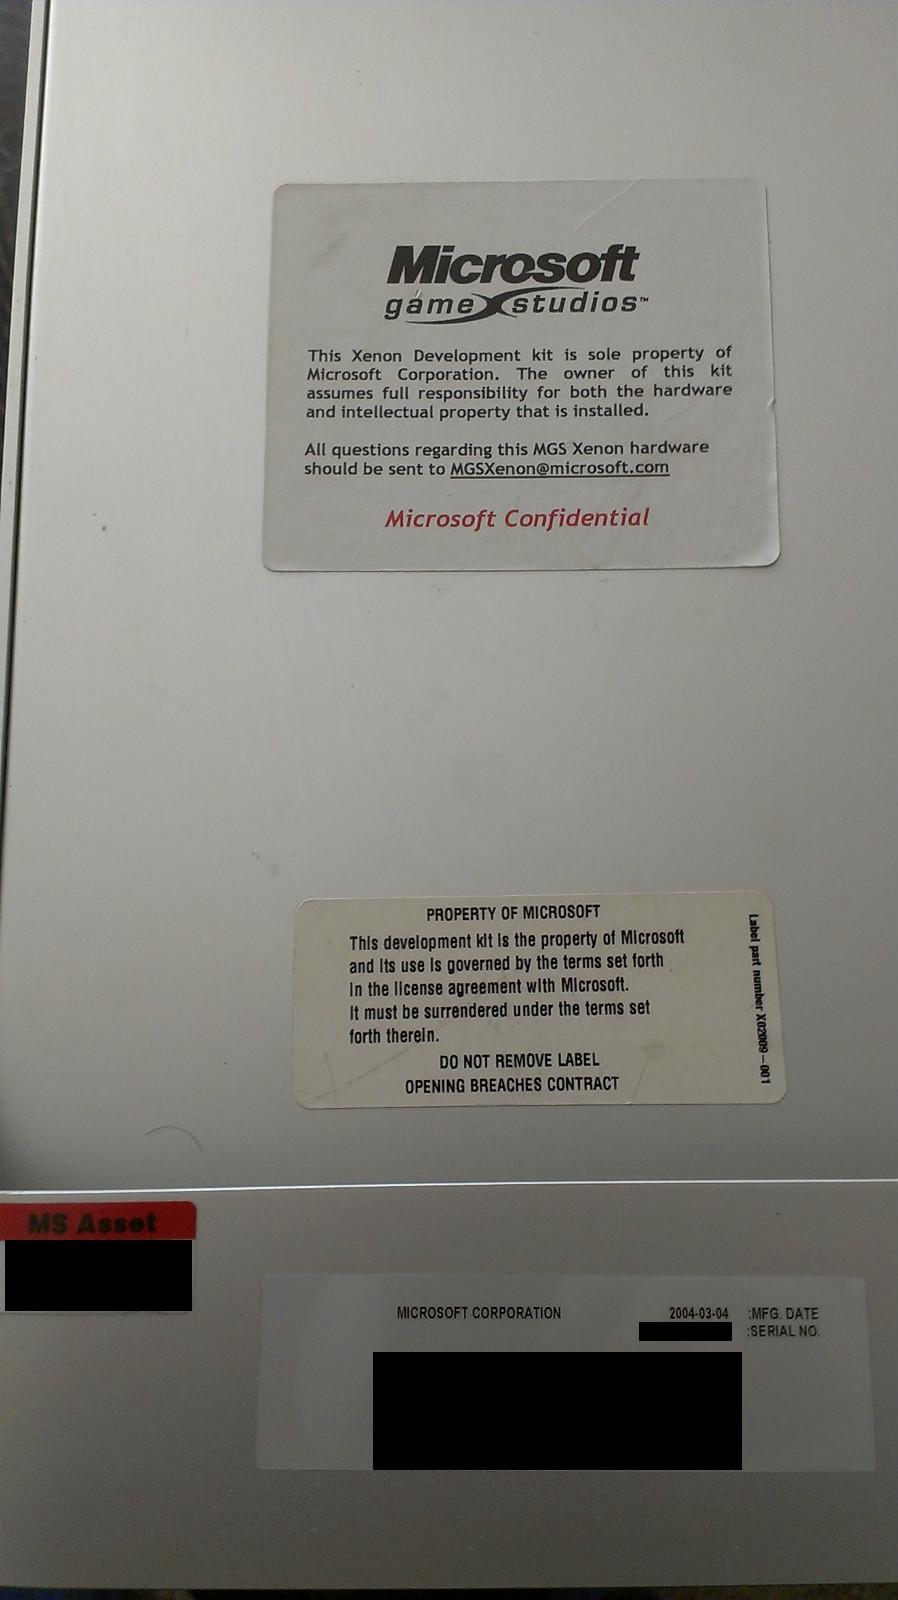 Microsoft
game studios™
This Xenon Development kit is sole property of
Microsoft Corporation. The owner of this kit
assumes full responsibility for both the hardware
and intellectual property that is installed.
All questions regarding this MGS Xenon hardware
should be sent to MGSXenon@microsoft.com
Microsoft Confidential
PROPERTY OF MICROSOFT
This development kit is the property of Microsoft
and its use is governed by the terms set forth
in the license agreement with Microsoft.
It must be surrendered under the terms set
forth therein.
DO NOT REMOVE LABEL
OPENING BREACHES CONTRACT
Label part number X02009-001
MS Asset
MICROSOFT CORPORATION 2004-03-04 :MFG. DATE
:SERIAL NO.